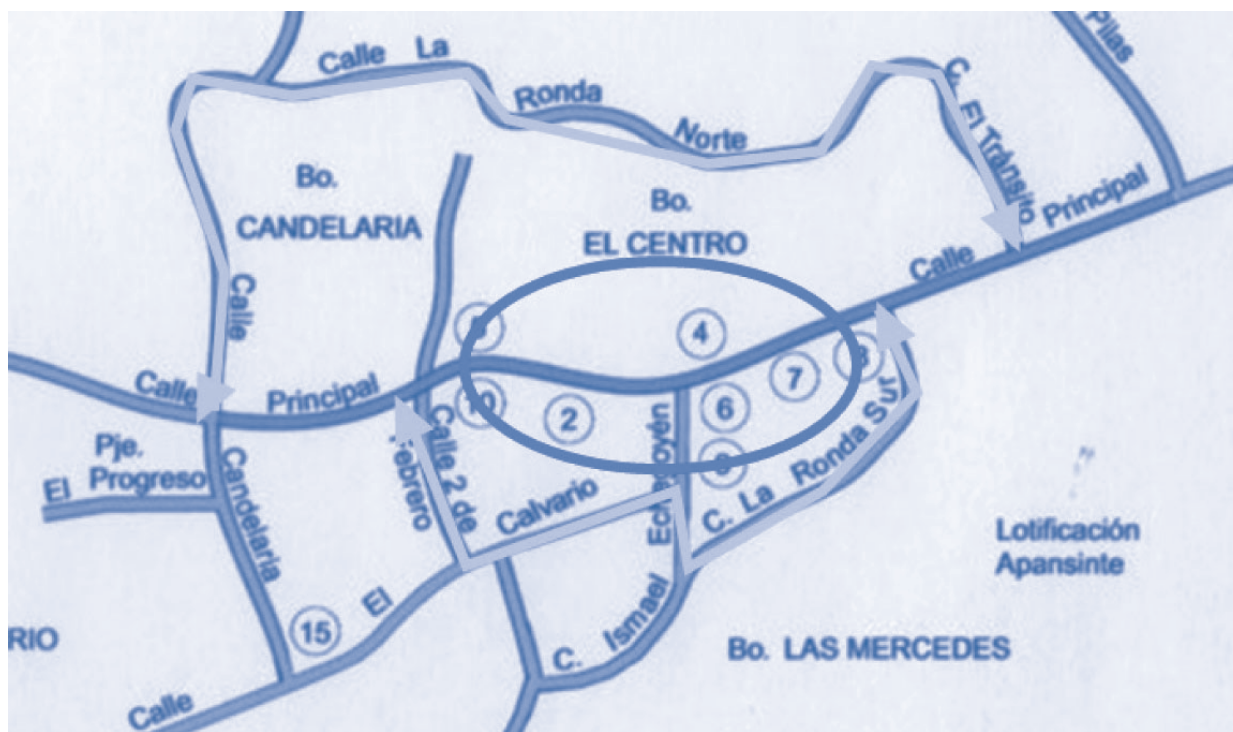 Calle La
Ronda
Norte
C. El Tránsito
Pilas
Bo.
CANDELARIA
Bo.
EL CENTRO
Calle Principal
Calle
5
4
Calle Principal
10
2
7
6
Pje.
El Progreso
Candelaria
Calle 2 de
Febrero
Calvario
C. La Ronda Sur
Lotificación
Apansinte
15
El
C. Ismael
RIO
Bo. LAS MERCEDES
Calle